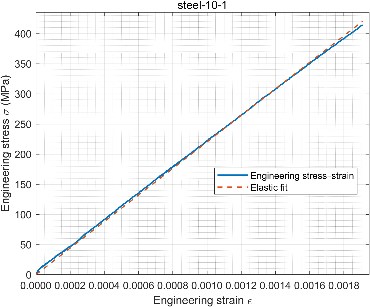 steel-10-1
400
350
300
250
200
150
100
50
0
Engineering stress σ (MPa)
Engineering stress-strain
Elastic fit
0.0000 0.0002 0.0004 0.0006 0.0008 0.0010 0.0012 0.0014 0.0016 0.0018
Engineering strain ϵ